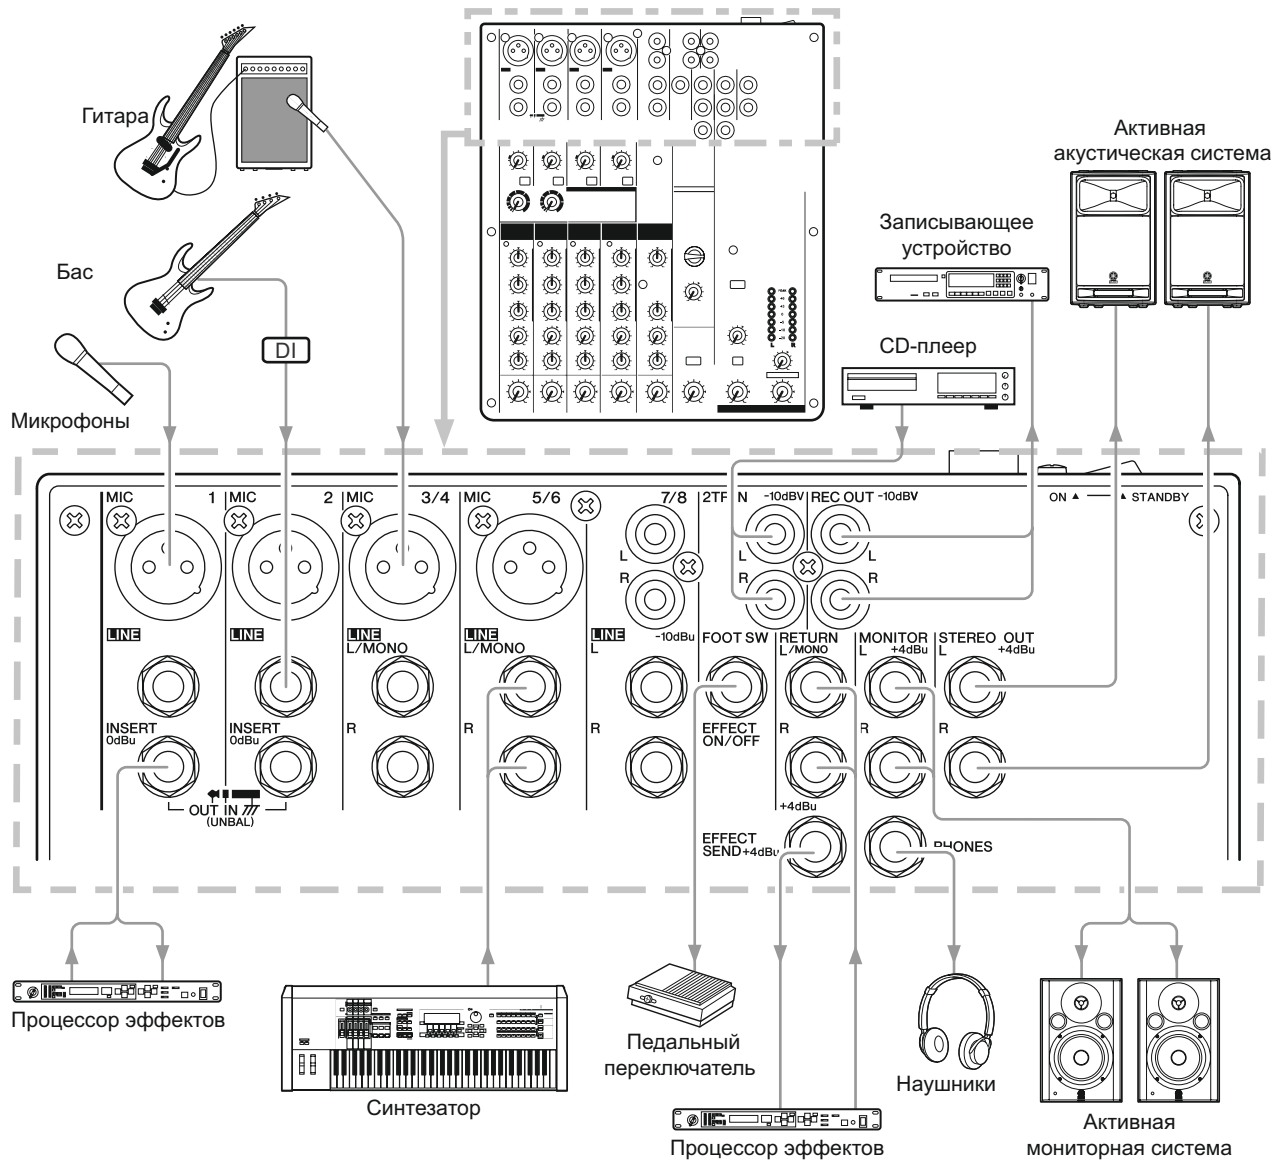 Гитара
Активная
акустическая система
Записывающее
устройство
Бас
DI
CD-плеер
Микрофоны
MIC 1 MIC 2 MIC 3/4 MIC 5/6 7/8 2TR IN -10dBV REC OUT -10dBV ON ▲ — ▲ STANDBY
L L
R R R
LINE LINE LINE LINE LINE -10dBu FOOT SW RETURN MONITOR STEREO OUT
L/MONO L/MONO L L/MONO L +4dBu L +4dBu
INSERT INSERT R R R EFFECT R R R
0dBu 0dBu ON/OFF
OUT IN
(UNBAL)
+4dBu
EFFECT PHONES
SEND+4dBu
Процессор эффектов
Синтезатор
Педальный
переключатель
Процессор эффектов
Наушники
Активная
мониторная система